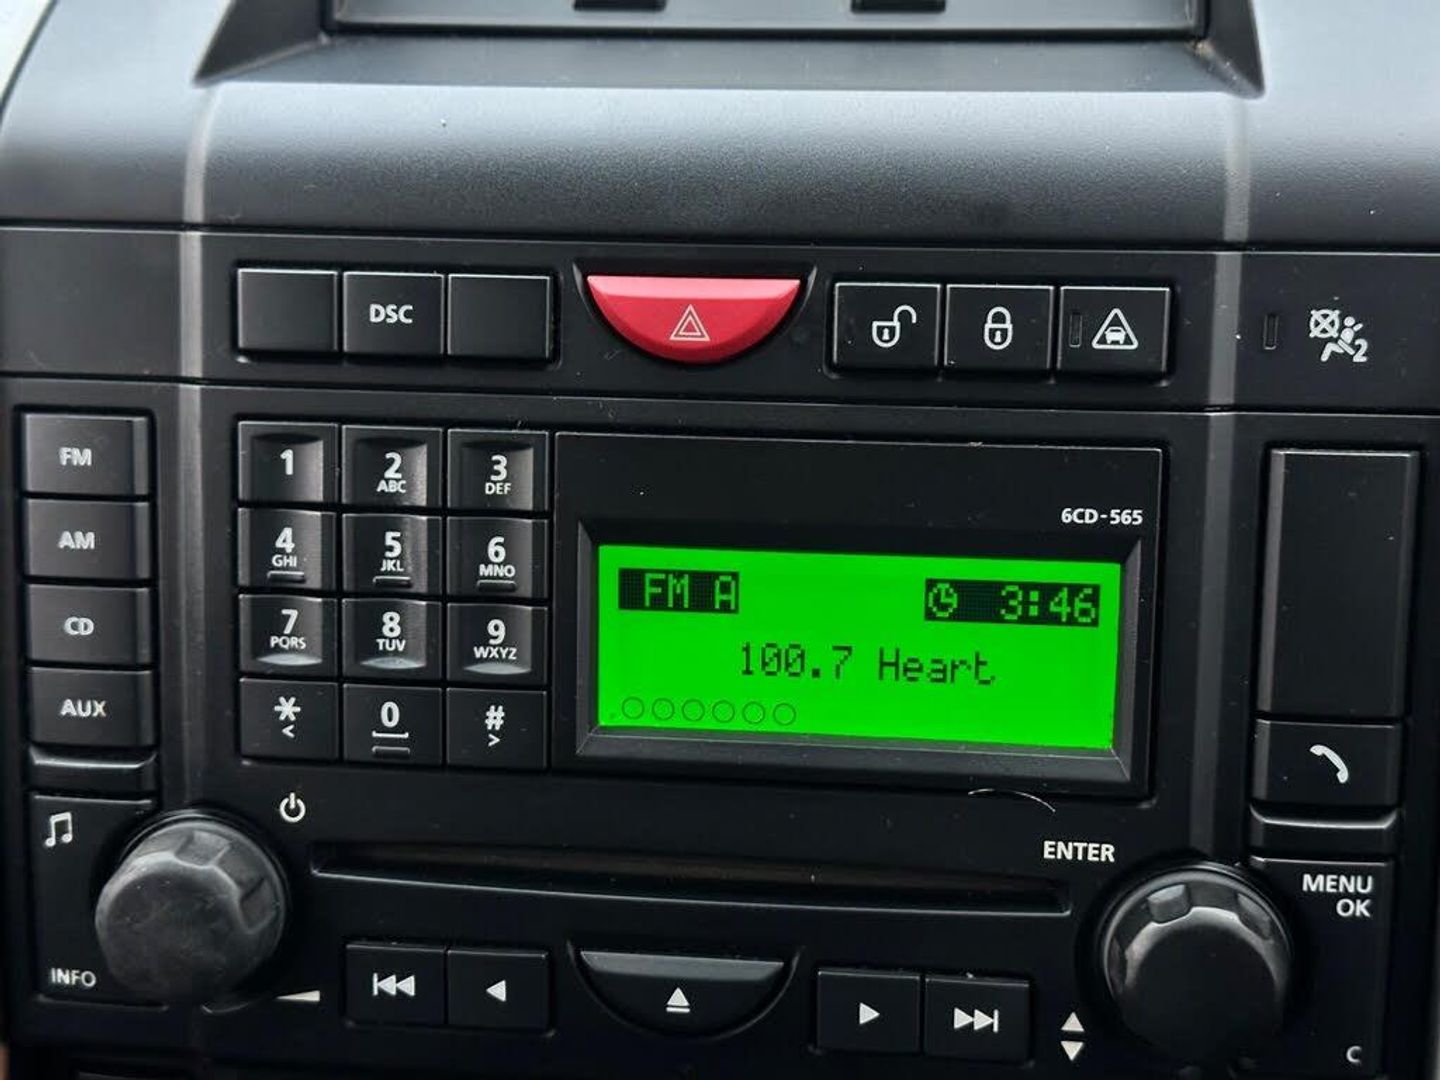 DSC
2
FM
AM
CD
AUX
1
2
ABC
3
DEF
4
GHI
5
JKL
6
MNO
7
PQRS
8
TUV
9
WXYZ
*
<
0
#
>
6CD-565
FM A 3:46
100.7 Heart
ENTER
MENU
OK
INFO
C